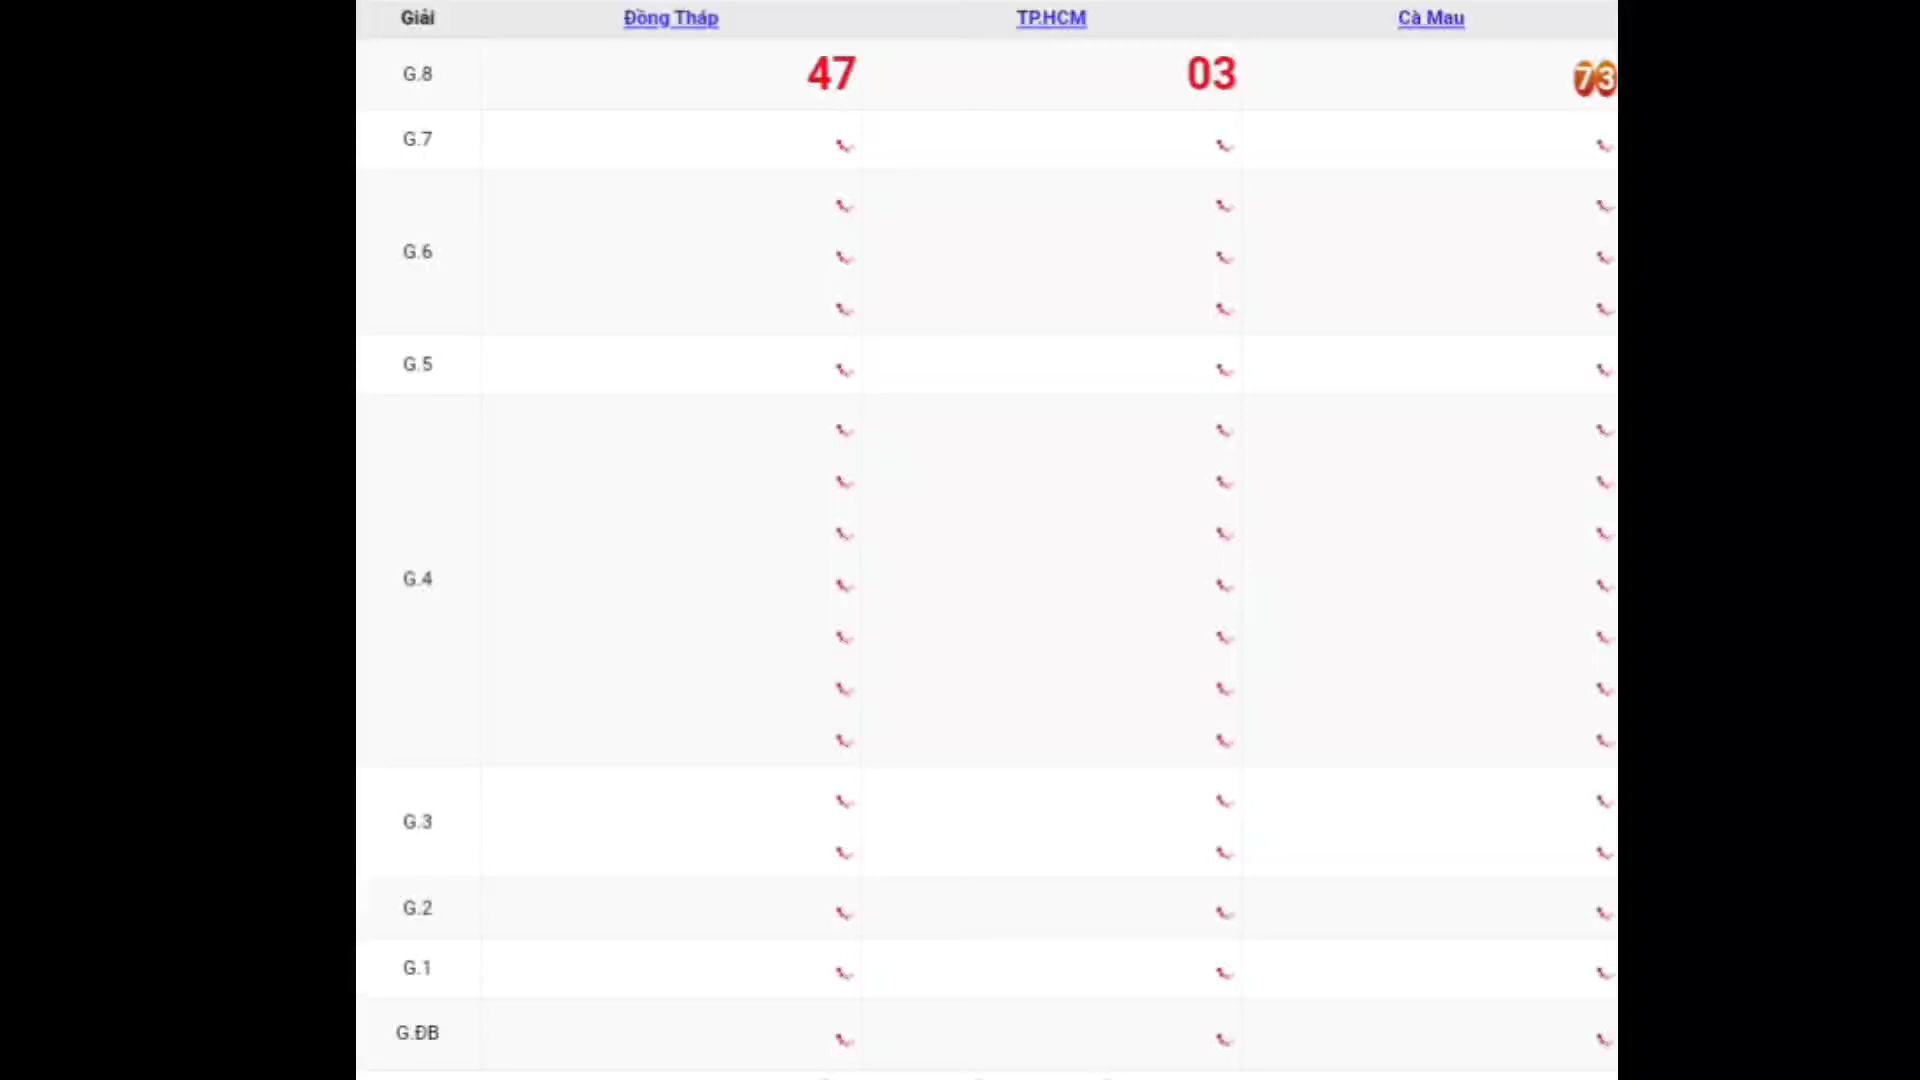 Giải Đồng Tháp TP.HCM Cà Mau
G.8 47 03 73
G.7
G.6
G.5
G.4
G.3
G.2
G.1
G.ĐB